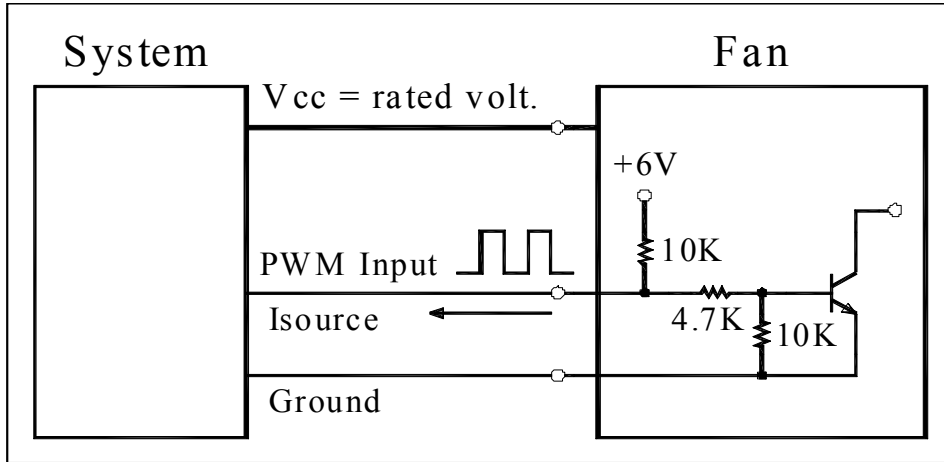 System
Fan
Vcc = rated volt.
+6V
10K
PWM Input
Isource
4.7K
10K
Ground